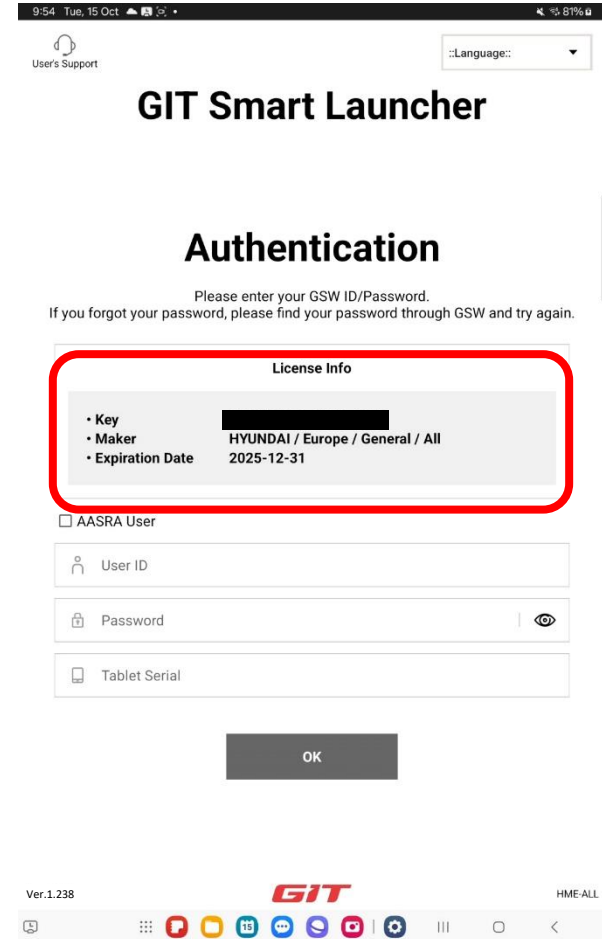 9:54 Tue, 15 Oct
81%
User's Support
::Language::
GIT Smart Launcher
Authentication
Please enter your GSW ID/Password.
If you forgot your password, please find your password through GSW and try again.
License Info
• Key
• Maker HYUNDAI / Europe / General / All
• Expiration Date 2025-12-31
AASRA User
User ID
Password
Tablet Serial
OK
Ver.1.238
GIT
HME-ALL
15